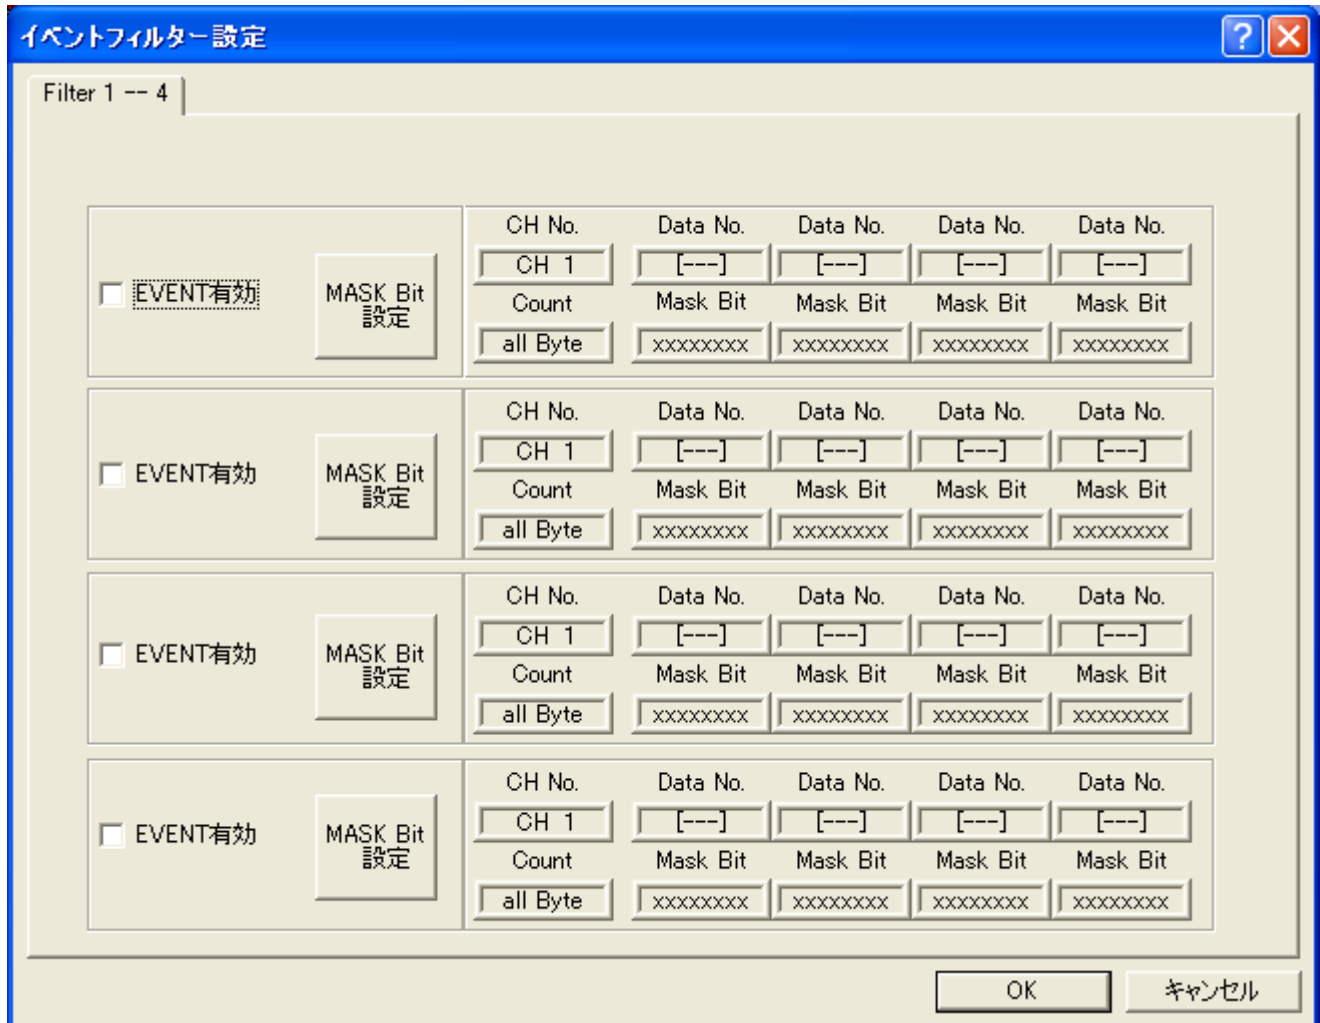 イベントフィルター設定
Filter 1 -- 4
CH No. Data No. Data No. Data No. Data No.
CH 1 [---] [---] [---] [---]
EVENT有効 MASK Bit
設定
Count Mask Bit Mask Bit Mask Bit Mask Bit
all Byte xxxxxxxx xxxxxxxx xxxxxxxx xxxxxxxx
CH No. Data No. Data No. Data No. Data No.
CH 1 [---] [---] [---] [---]
EVENT有効 MASK Bit
設定
Count Mask Bit Mask Bit Mask Bit Mask Bit
all Byte xxxxxxxx xxxxxxxx xxxxxxxx xxxxxxxx
CH No. Data No. Data No. Data No. Data No.
CH 1 [---] [---] [---] [---]
EVENT有効 MASK Bit
設定
Count Mask Bit Mask Bit Mask Bit Mask Bit
all Byte xxxxxxxx xxxxxxxx xxxxxxxx xxxxxxxx
CH No. Data No. Data No. Data No. Data No.
CH 1 [---] [---] [---] [---]
EVENT有効 MASK Bit
設定
Count Mask Bit Mask Bit Mask Bit Mask Bit
all Byte xxxxxxxx xxxxxxxx xxxxxxxx xxxxxxxx
OK キャンセル